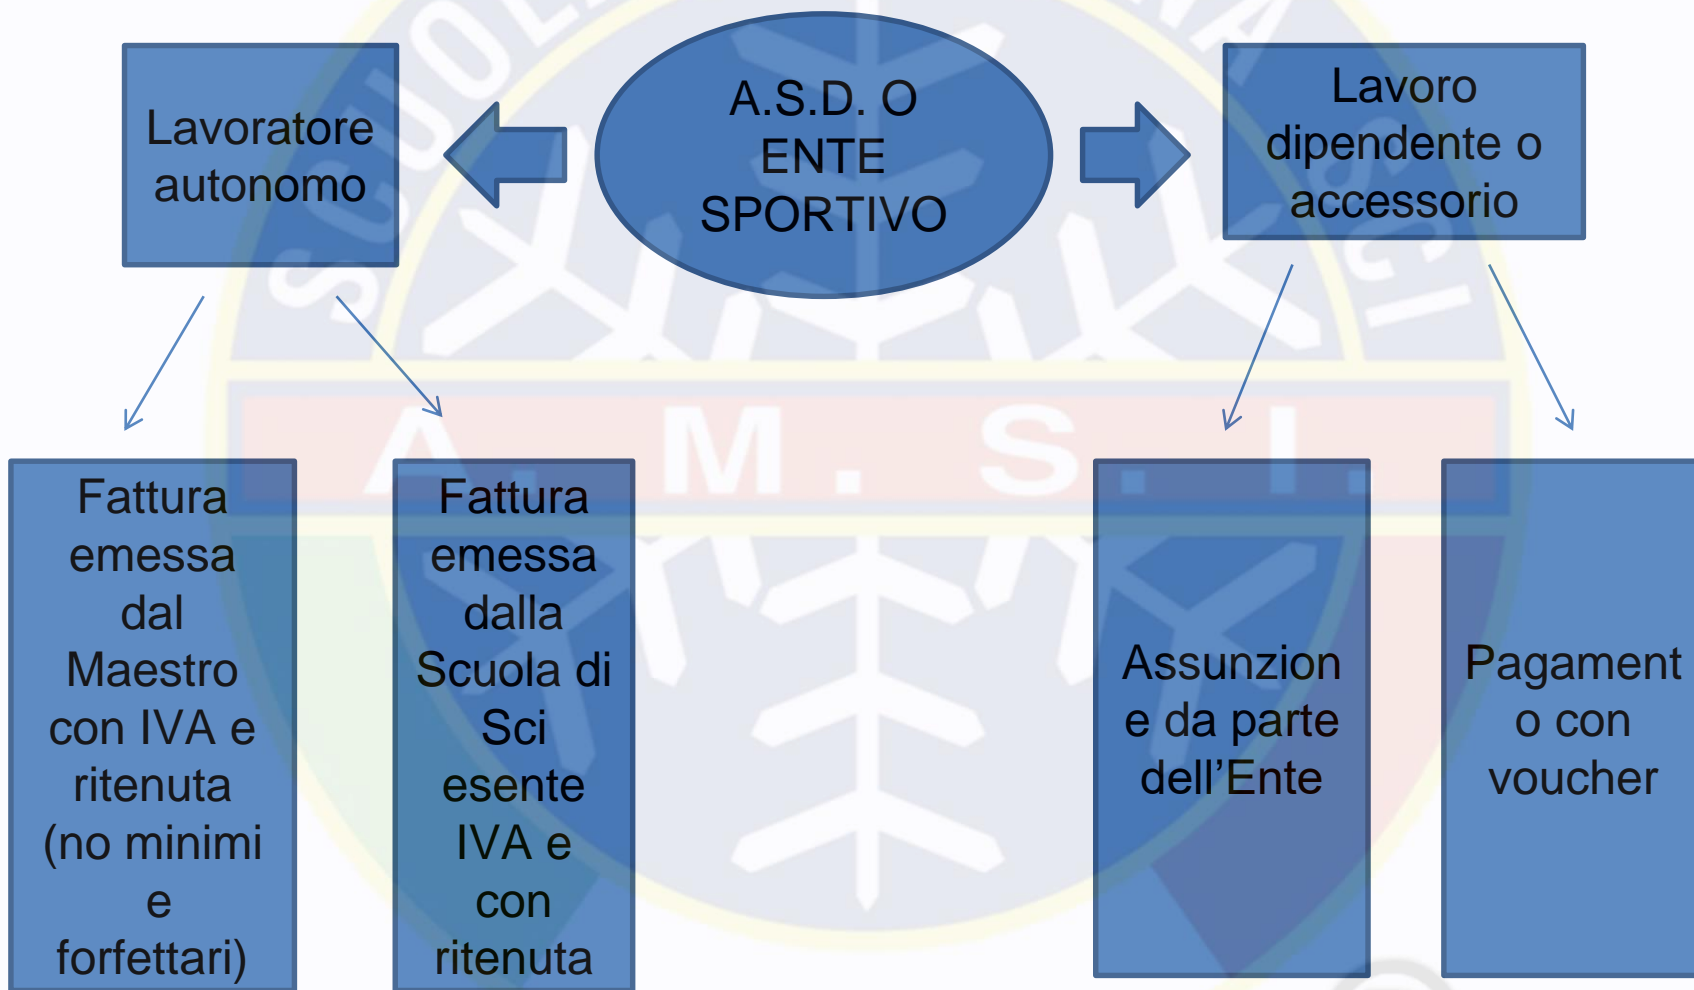 Lavoratore
autonomo
A.S.D. O
ENTE
SPORTIVO
Lavoro
dipendente o
accessorio
Fattura
emessa
dal
Maestro
con IVA e
ritenuta
(no minimi
e
forfettari)
Fattura
emessa
dalla
Scuola di
Sci
esente
IVA e
con
ritenuta
Assunzion
e da parte
dell’Ente
Pagament
o con
voucher
A. M. S. I.
SCI